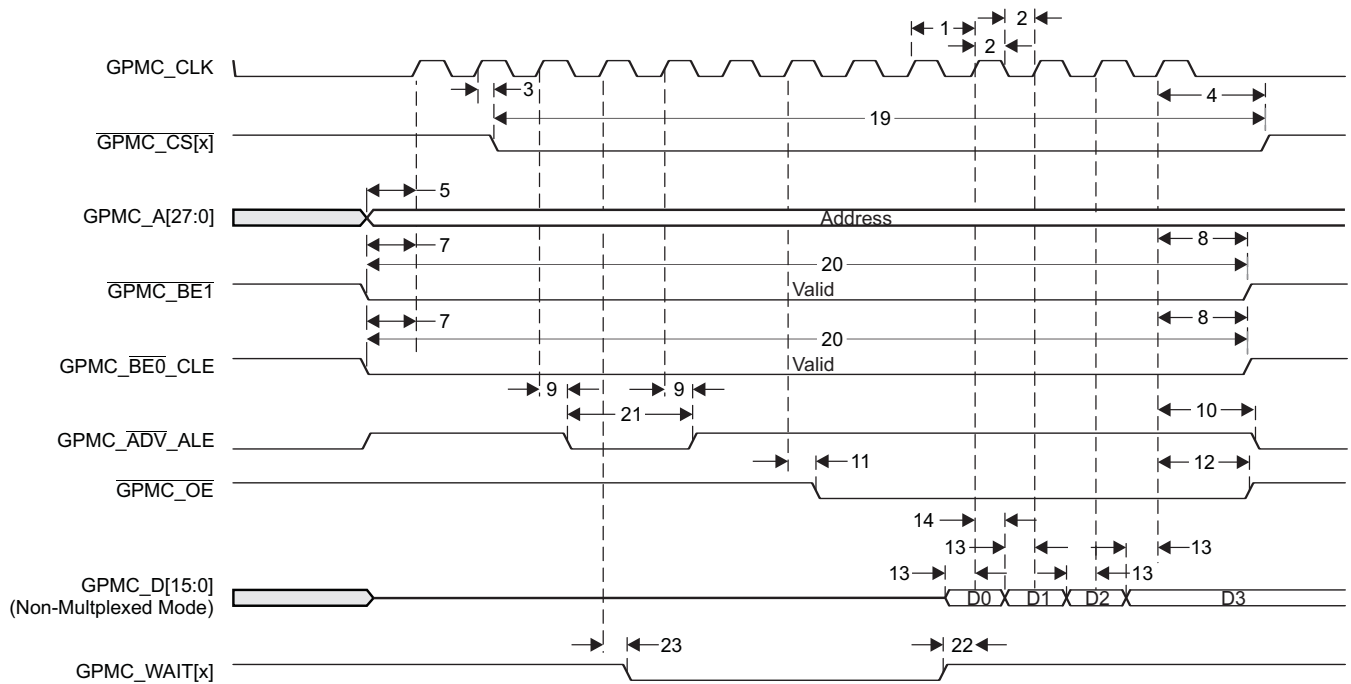 1
2
2
GPMC_CLK
3
4
19
GPMC_CS[x]
5
GPMC_A[27:0]
Address
7
8
20
GPMC_BE1
Valid
7
8
20
GPMC_BE0_CLE
Valid
9
9
21
10
GPMC_ADV_ALE
11
12
GPMC_OE
14
13
13
13
13
GPMC_D[15:0]
(Non-Multplexed Mode)
D0
D1
D2
D3
23
22
GPMC_WAIT[x]